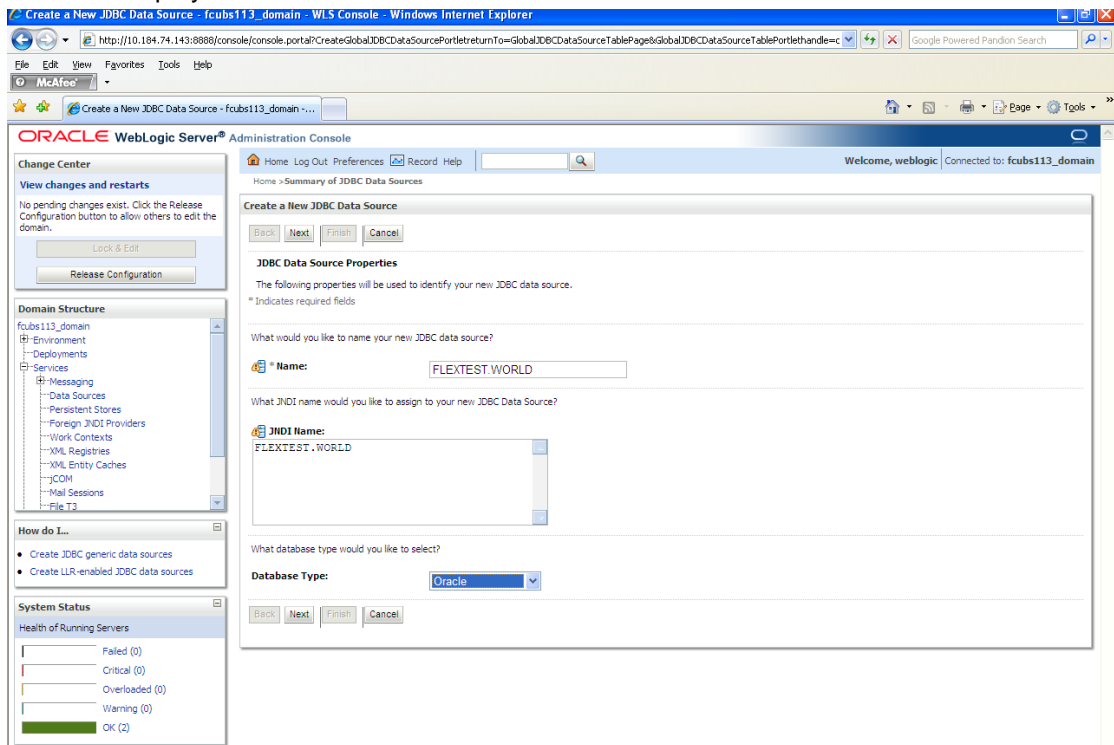 Create a New JDBC Data Source - fcubs113_domain - WLS Console - Windows Internet Explorer
http://10.184.74.143:8888/console/console.portal?CreateGlobalJDBCDataSourcePortletreturnTo=GlobalJDBCDataSourceTablePage&GlobalJDBCDataSourceTablePortlethandle=c
Google Powered Pandion Search
File Edit View Favorites Tools Help
McAfee
Create a New JDBC Data Source - fcubs113_domain -...
Page Tools
ORACLE WebLogic Server® Administration Console
Change Center
View changes and restarts
No pending changes exist. Click the Release
Configuration button to allow others to edit the
domain.
Lock & Edit
Release Configuration
Domain Structure
fcubs113_domain
Environment
Deployments
Services
Messaging
Data Sources
Persistent Stores
Foreign JNDI Providers
Work Contexts
XML Registries
XML Entity Caches
jCOM
Mail Sessions
File T3
How do I...
Create JDBC generic data sources
Create LLR-enabled JDBC data sources
System Status
Health of Running Servers
Failed (0)
Critical (0)
Overloaded (0)
Warning (0)
OK (2)
Home Log Out Preferences Record Help
Welcome, weblogic Connected to: fcubs113_domain
Home >Summary of JDBC Data Sources
Create a New JDBC Data Source
Back Next Finish Cancel
JDBC Data Source Properties
The following properties will be used to identify your new JDBC data source.
* Indicates required fields
What would you like to name your new JDBC data source?
* Name: FLEXTEST.WORLD
What JNDI name would you like to assign to your new JDBC Data Source?
JNDI Name:
FLEXTEST.WORLD
What database type would you like to select?
Database Type: Oracle
Back Next Finish Cancel